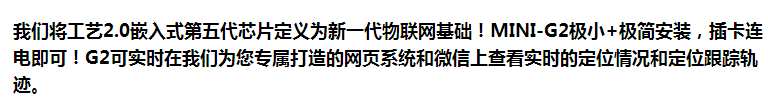 我们将工艺2.0嵌入式第五代芯片定义为新一代物联网基础！MINI-G2极小+极简安装，插卡连
电即可！G2可实时在我们为您专属打造的网页系统和微信上查看实时的定位情况和定位跟踪轨
迹。